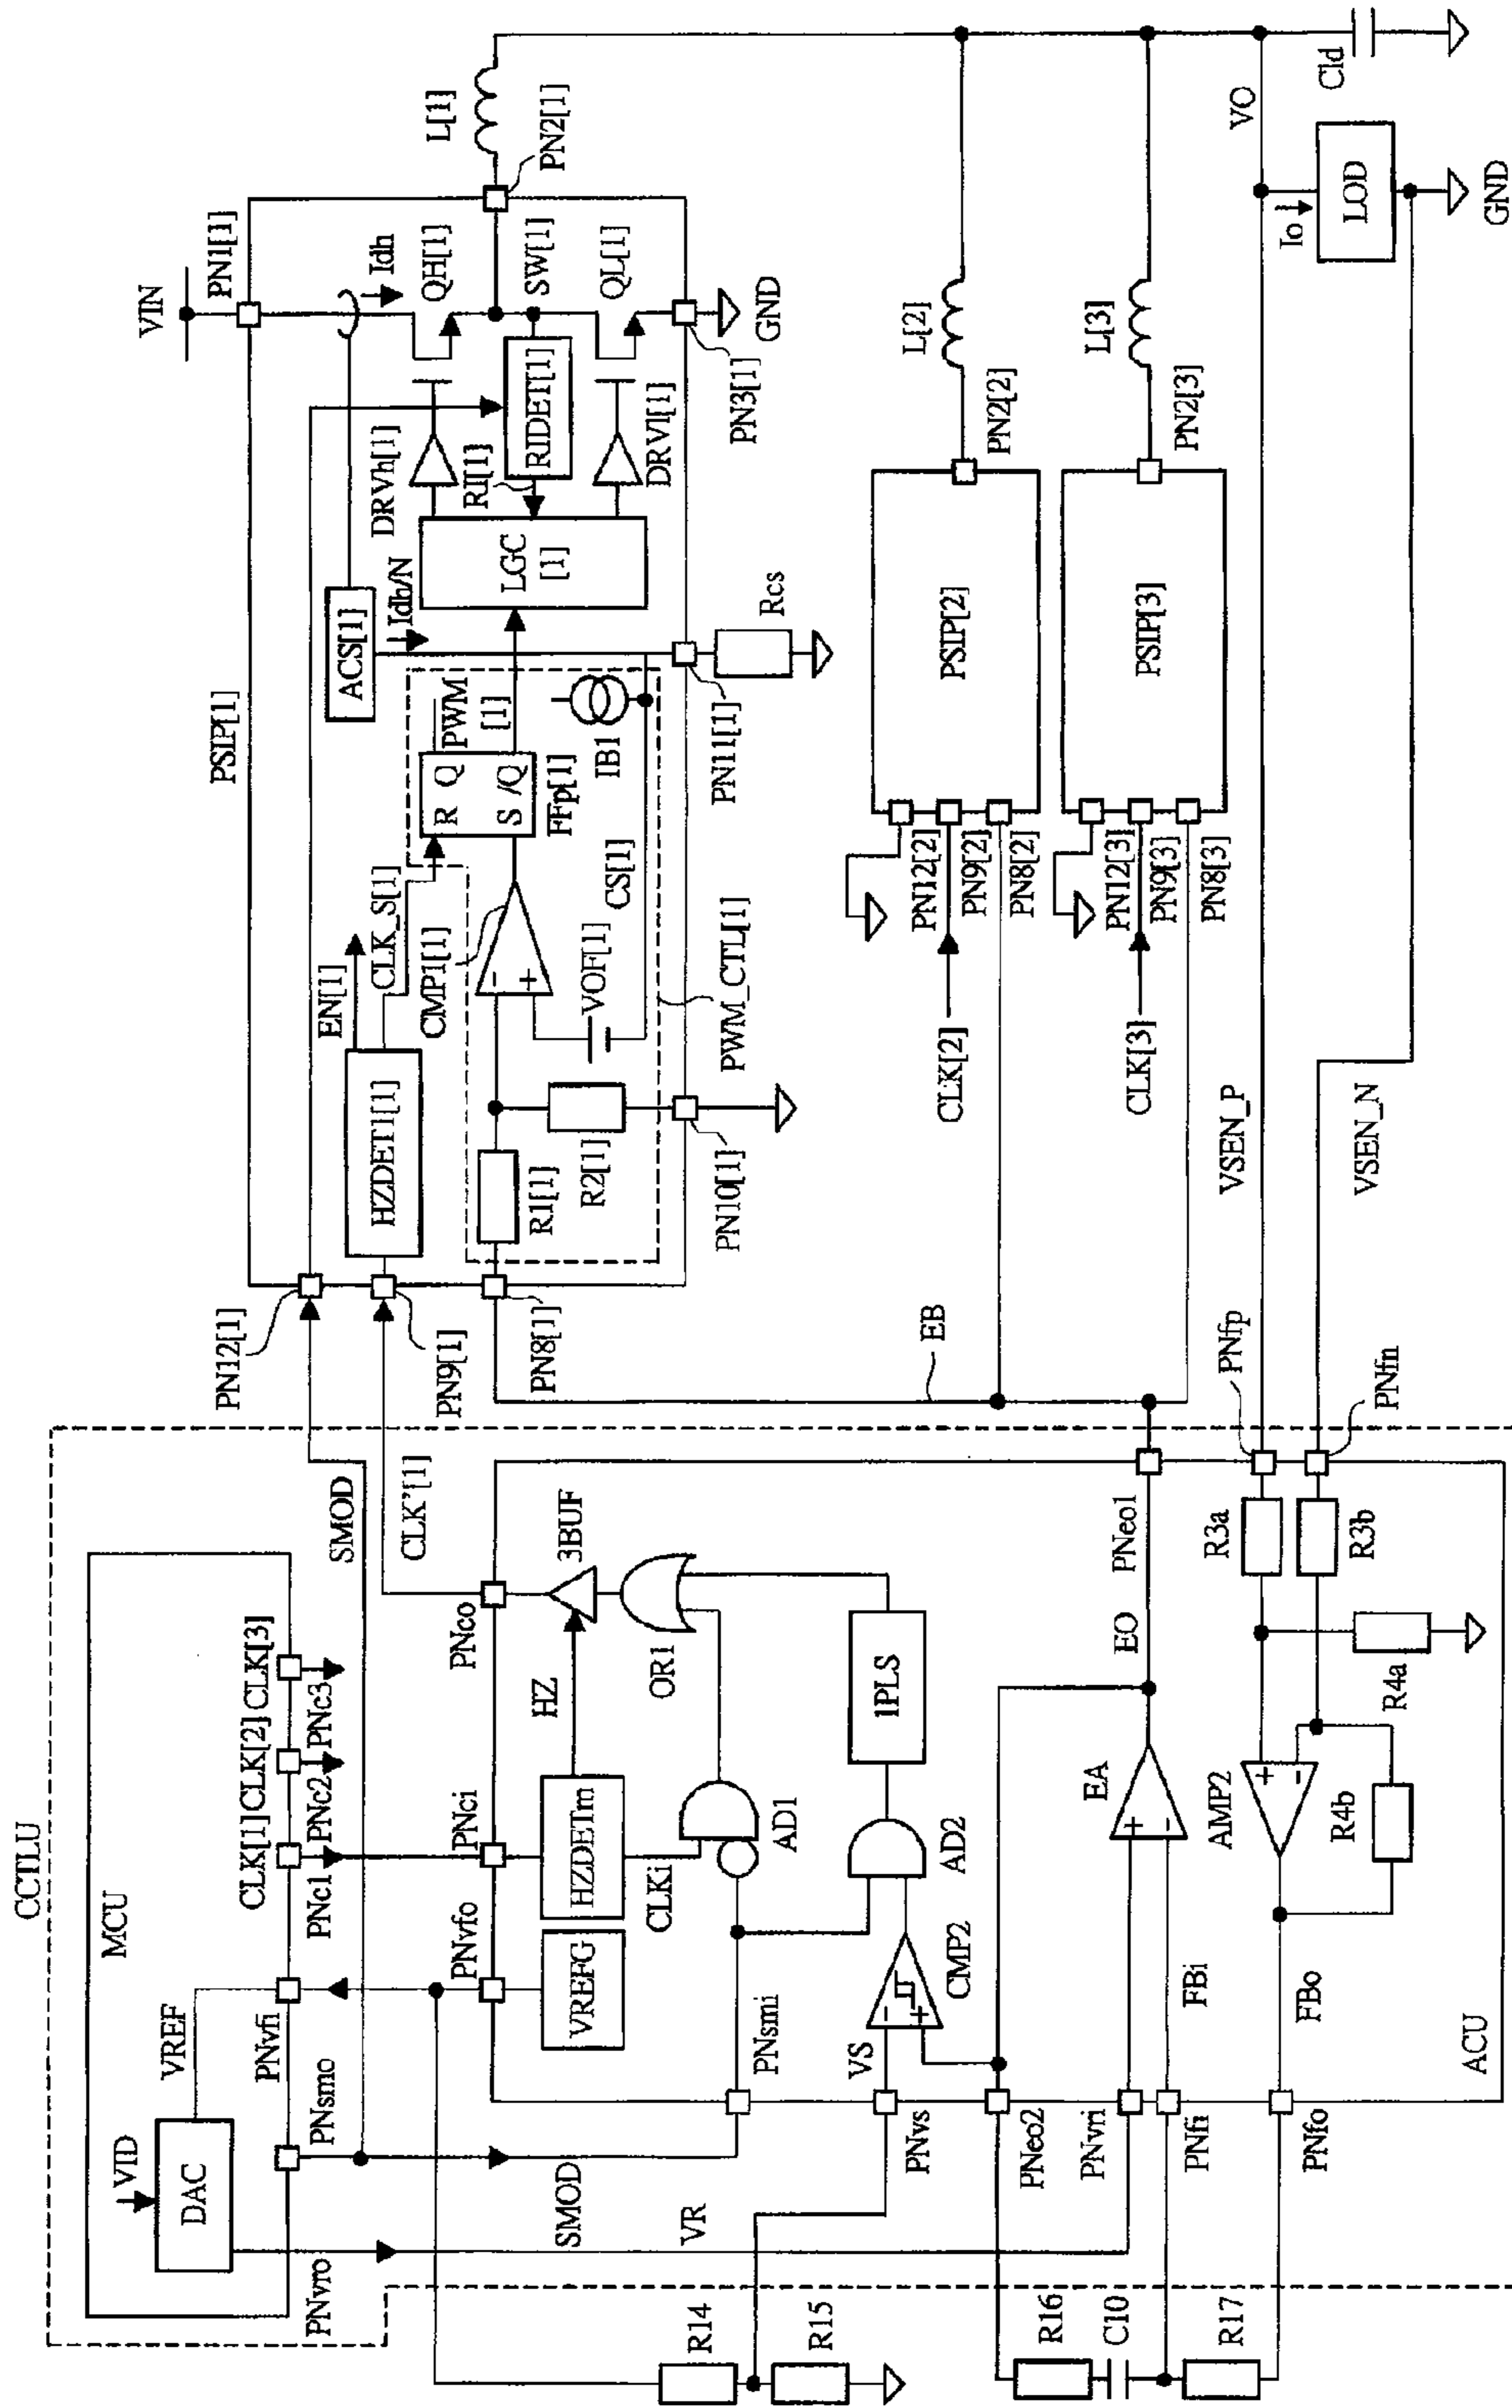 CCTLU
MCU
VID
DAC
VREF
PNvfi
PNsmo
PNvro
CLK[1]
CLK[2]
CLK[3]
PNc1
PNc2
PNc3
SMOD
CLK'[1]
SMOD
VR
PNvfo
PNci
PNco
VREFG
HZDETm
HZ
3BUF
CLKi
OR1
AD1
PNsmi
VS
CMP2
AD2
1PLS
PNvs
PNeo2
PNvri
PNfi
PNfo
EA
EO
PNeo1
FBi
FBo
AMP2
R3a
R3b
R4a
R4b
ACU
PNfp
PNfn
R14
R15
R16
C10
R17
PSIP[1]
PN12[1]
PN9[1]
PN8[1]
HZDET1[1]
EN[1]
CLK_S[1]
CMP1[1]
R1[1]
R2[1]
VOF[1]
CS[1]
PWM_CTL[1]
PN10[1]
R Q
S /Q
FFp[1]
PWM
[1]
IB1
PN11[1]
Rcs
ACS[1]
Idh/N
LGC
[1]
RI[1]
RIDET[1]
DRVh[1]
DRVl[1]
VIN
PN1[1]
Idh
QH[1]
SW[1]
QL[1]
PN3[1]
GND
PN2[1]
L[1]
EB
PSIP[2]
PN12[2]
PN9[2]
PN8[2]
CLK[2]
PN2[2]
L[2]
PSIP[3]
PN12[3]
PN9[3]
PN8[3]
CLK[3]
PN2[3]
L[3]
VSEN_P
VSEN_N
VO
Io
LOD
GND
Cld